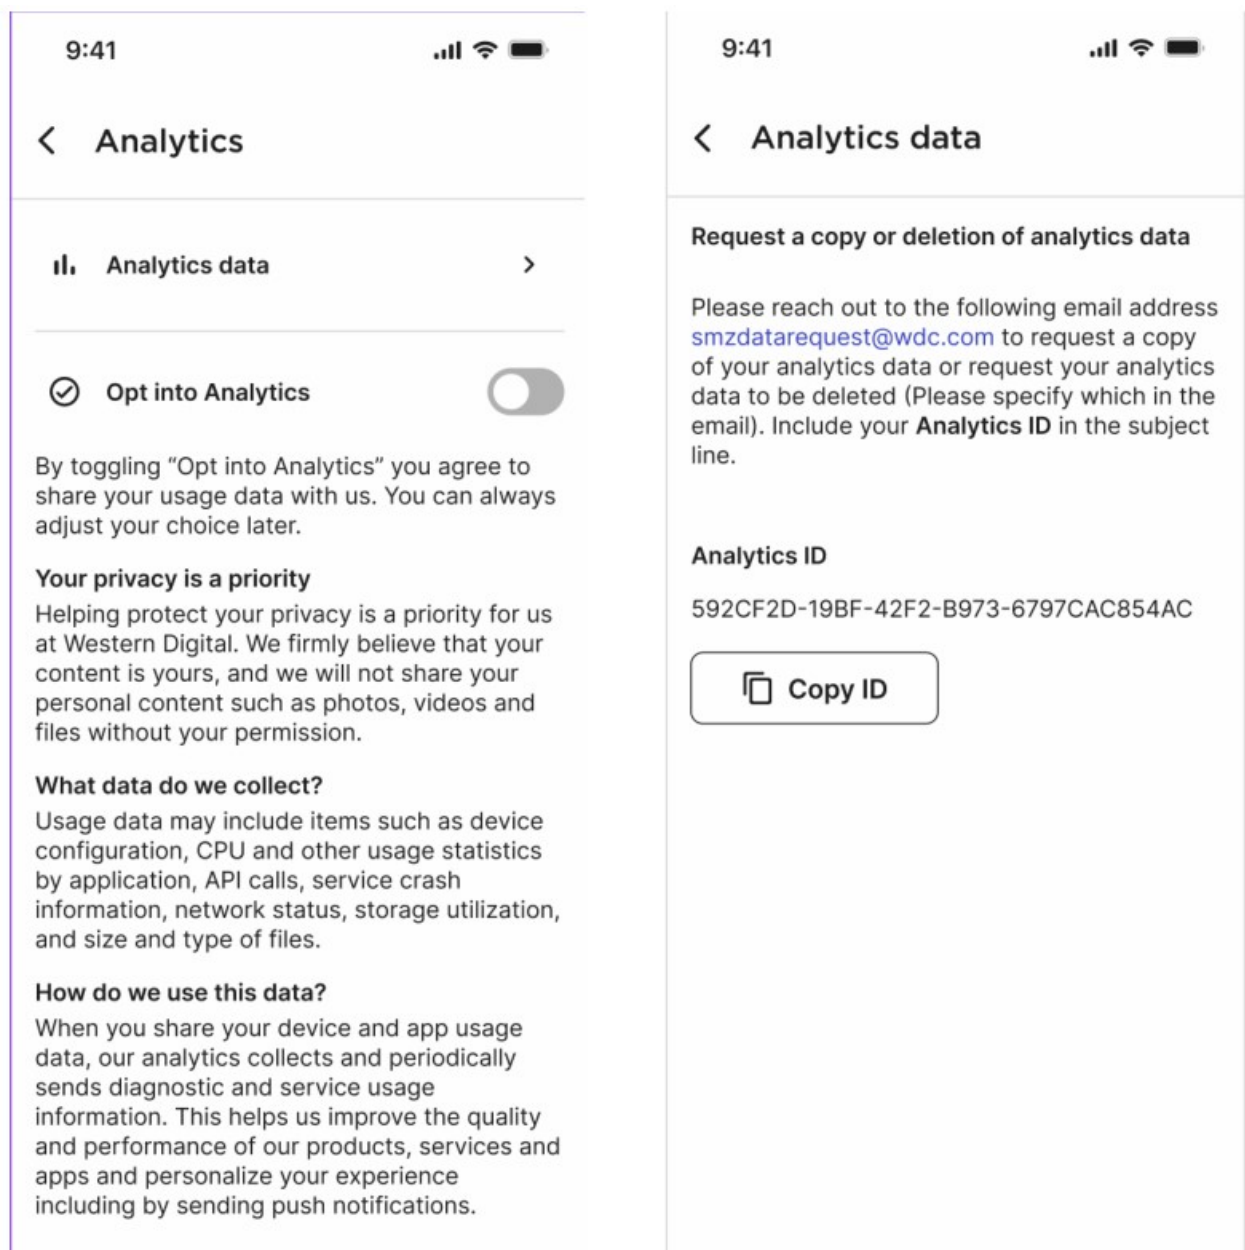 9:41
Analytics
Analytics data
Opt into Analytics
By toggling “Opt into Analytics” you agree to
share your usage data with us. You can always
adjust your choice later.
Your privacy is a priority
Helping protect your privacy is a priority for us
at Western Digital. We firmly believe that your
content is yours, and we will not share your
personal content such as photos, videos and
files without your permission.
What data do we collect?
Usage data may include items such as device
configuration, CPU and other usage statistics
by application, API calls, service crash
information, network status, storage utilization,
and size and type of files.
How do we use this data?
When you share your device and app usage
data, our analytics collects and periodically
sends diagnostic and service usage
information. This helps us improve the quality
and performance of our products, services and
apps and personalize your experience
including by sending push notifications.
9:41
Analytics data
Request a copy or deletion of analytics data
Please reach out to the following email address
smzdatarequest@wdc.com to request a copy
of your analytics data or request your analytics
data to be deleted (Please specify which in the
email). Include your Analytics ID in the subject
line.
Analytics ID
592CF2D-19BF-42F2-B973-6797CAC854AC
Copy ID